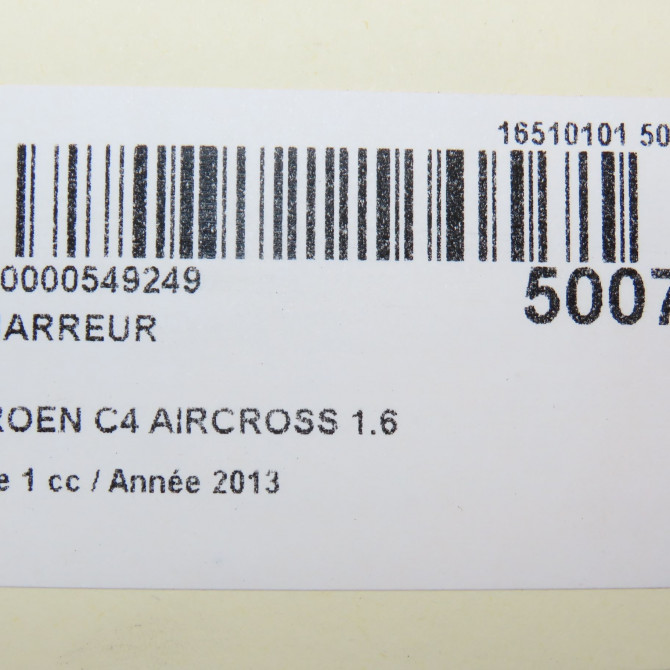 16510101 50
0000549249
5007
ARREUR
ROEN C4 AIRCROSS 1.6
e 1 cc / Année 2013